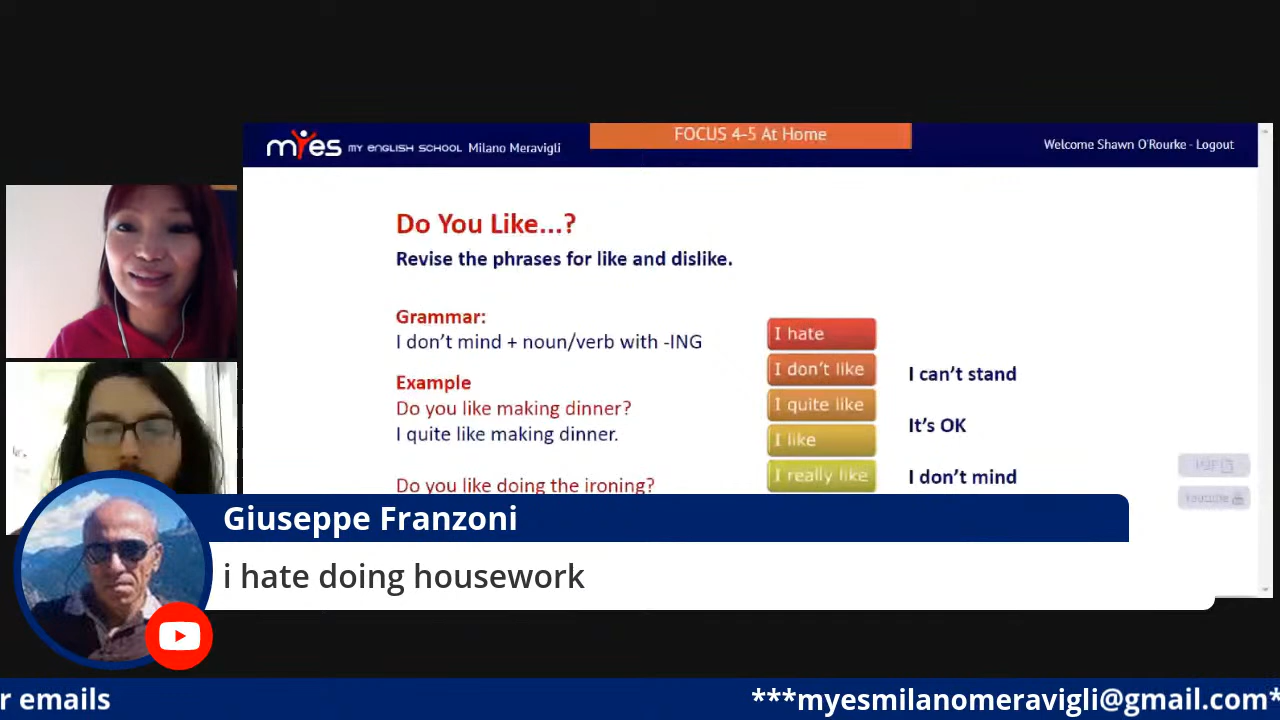 FOCUS 4-5 At Home
myes MY ENGLISH SCHOOL Milano Meravigli
Welcome Shawn O'Rourke - Logout
Do You Like...?
Revise the phrases for like and dislike.
Grammar:
I don't mind + noun/verb with -ING
Example
Do you like making dinner?
I quite like making dinner.
Do you like doing the ironing?
I hate
I don't like
I quite like
I like
I really like
I can't stand
It's OK
I don't mind
Giuseppe Franzoni
i hate doing housework
r emails
***myesmilanomeravigli@gmail.com*